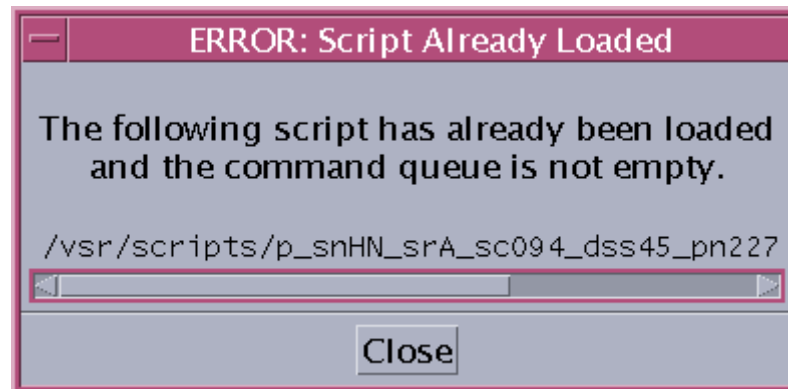 ERROR: Script Already Loaded
The following script has already been loaded
and the command queue is not empty.
/vsr/scripts/p_snHN_srA_sc094_dss45_pn227
Close